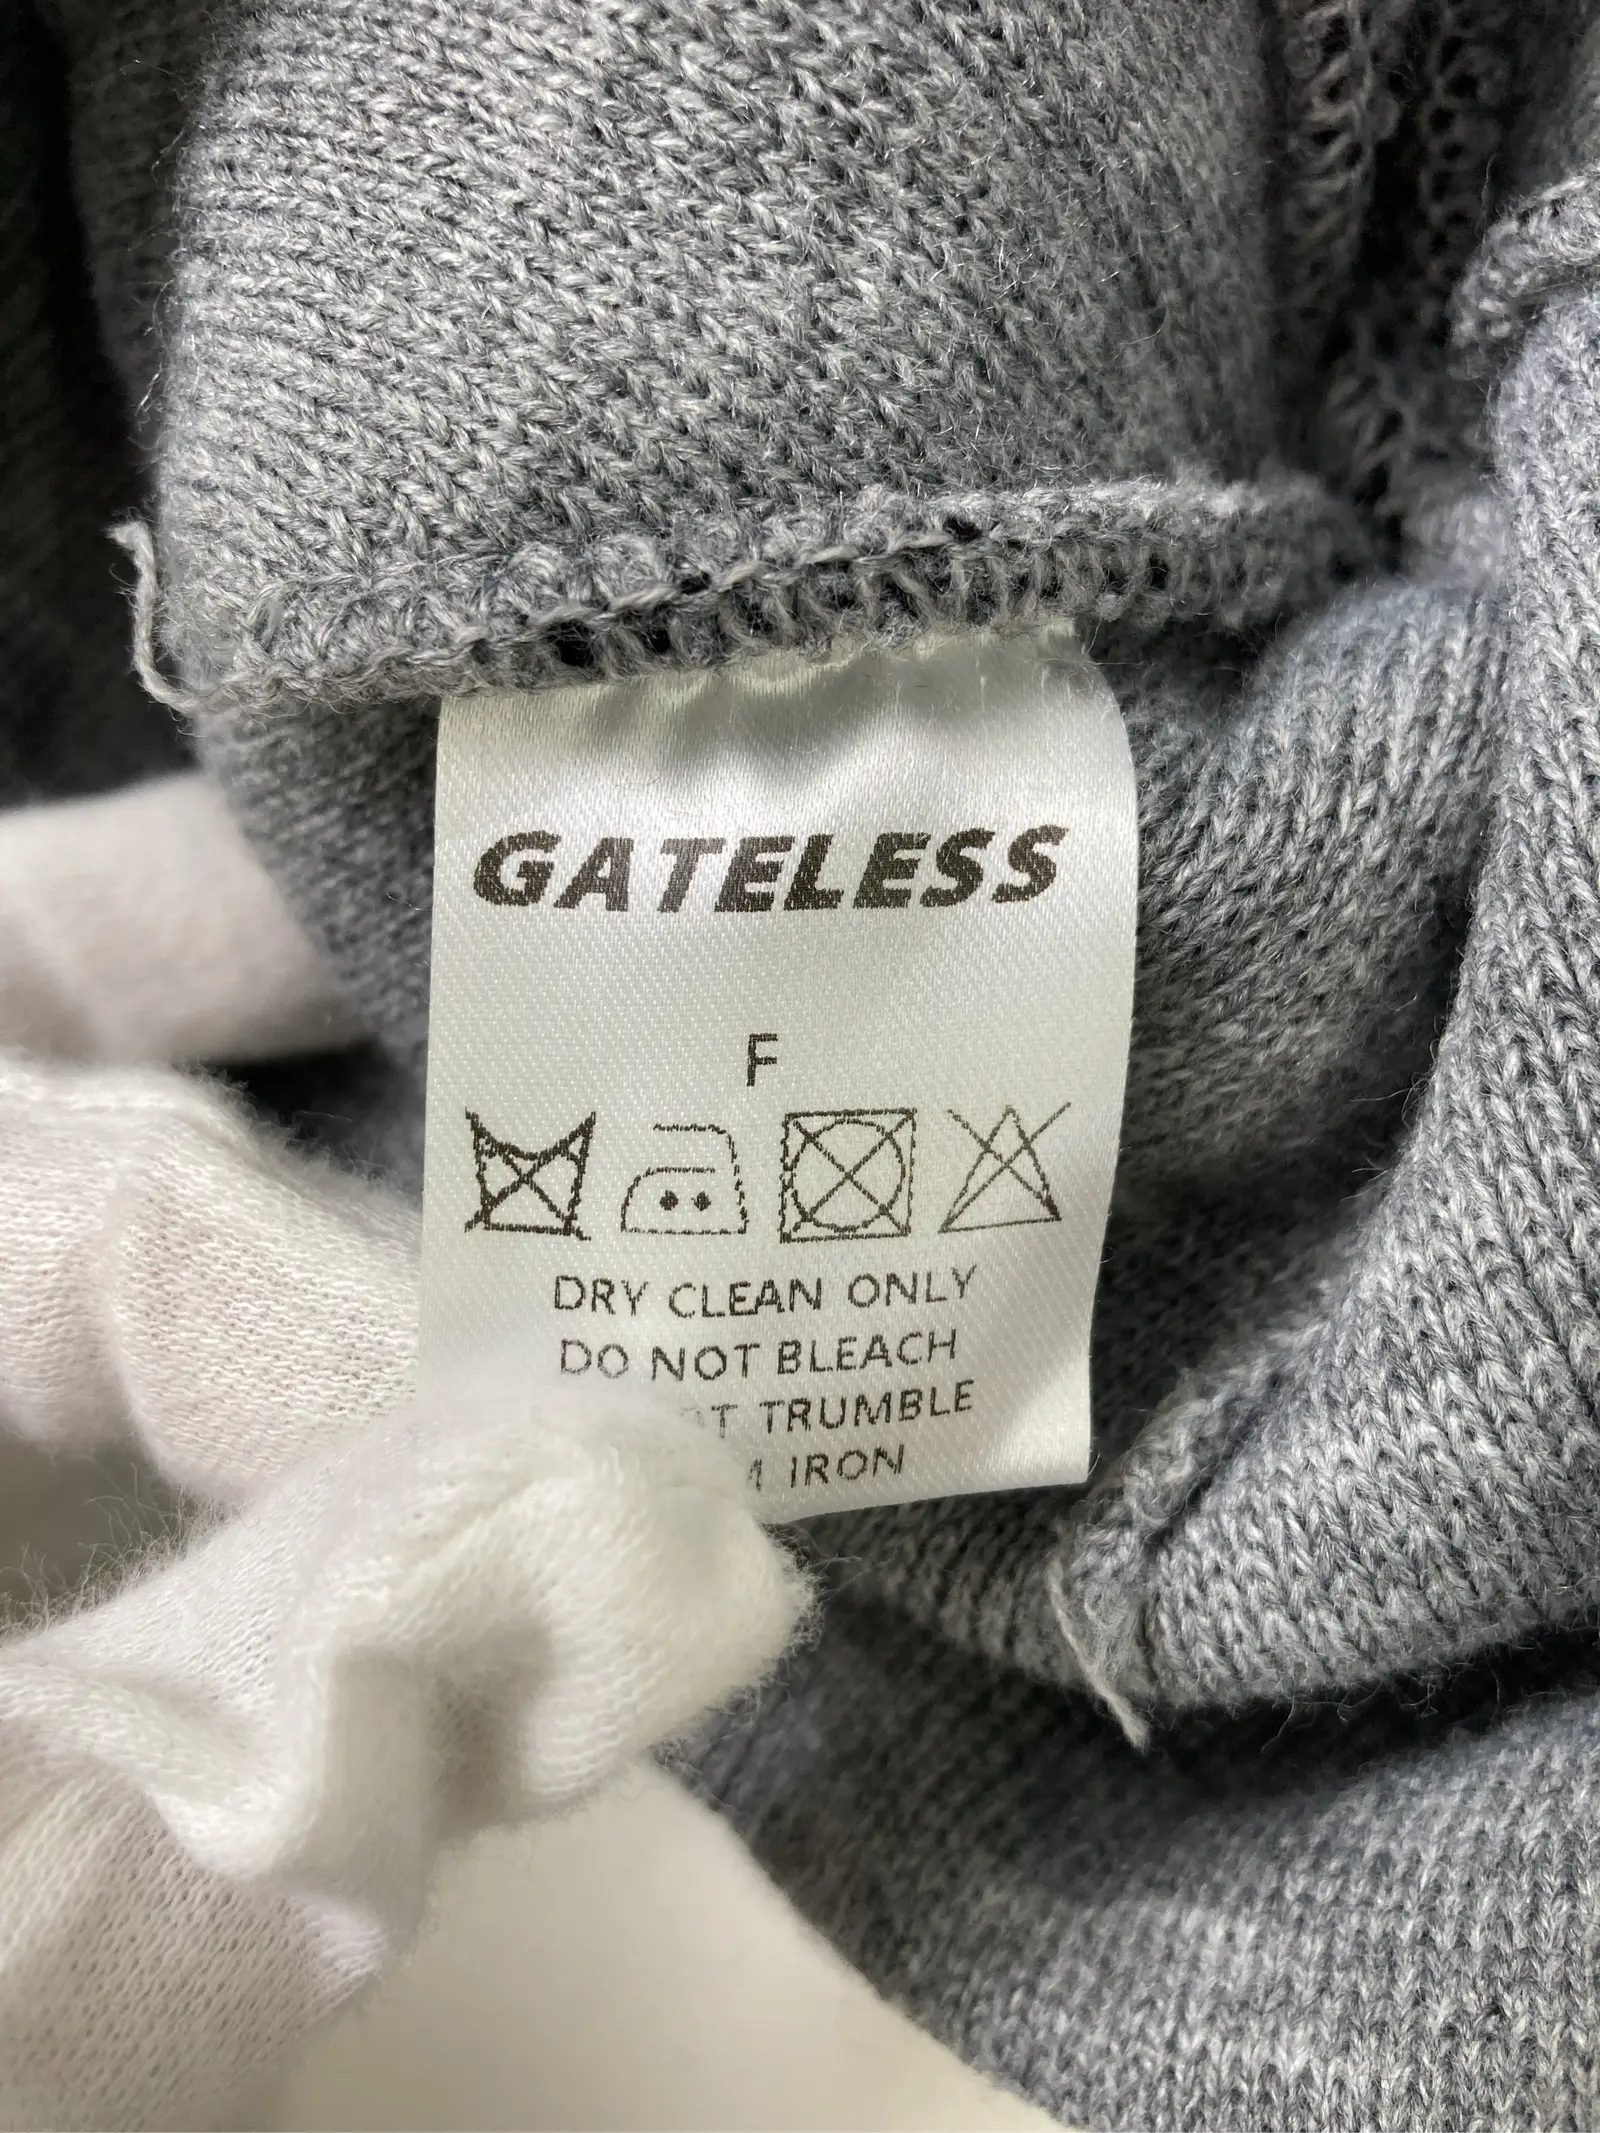 GATELESS
F
DRY CLEAN ONLY
DO NOT BLEACH
TRUMBLE
IRON